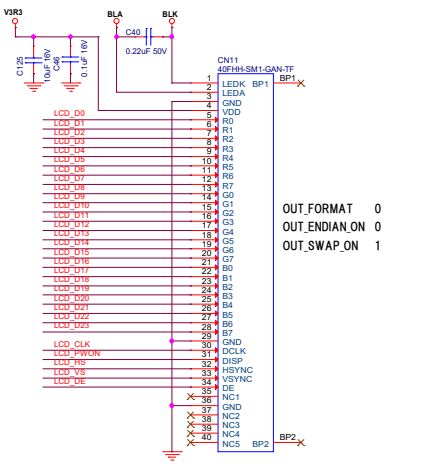 V3R3
BLA
BLK
C40
0.22uF 50V
C125
10uF 16V
C46
0.1uF 16V
CN11
40FHH-SM1-GAN-TF
1 LEDK BP1 BP1
2 LEDA
3 GND
4 VDD
LCD_D0 5 R0
LCD_D1 6 R1
LCD_D2 7 R2
LCD_D3 8 R3
LCD_D4 9 R4
LCD_D5 10 R5
LCD_D6 11 R6
LCD_D7 12 R7
LCD_D8 13 G0
LCD_D9 14 G1
LCD_D10 15 G2
LCD_D11 16 G3
LCD_D12 17 G4
LCD_D13 18 G5
LCD_D14 19 G6
LCD_D15 20 G7
LCD_D16 21 B0
LCD_D17 22 B1
LCD_D18 23 B2
LCD_D19 24 B3
LCD_D20 25 B4
LCD_D21 26 B5
LCD_D22 27 B6
LCD_D23 28 B7
29 GND
LCD_CLK 30 DCLK
LCD_PWON 31 DISP
LCD_HS 32 HSYNC
LCD_VS 33 VSYNC
LCD_DE 34 DE
35 NC1
36 GND
37 NC2
38 NC3
39 NC4
40 NC5 BP2 BP2
OUT_FORMAT 0
OUT_ENDIAN_ON 0
OUT_SWAP_ON 1